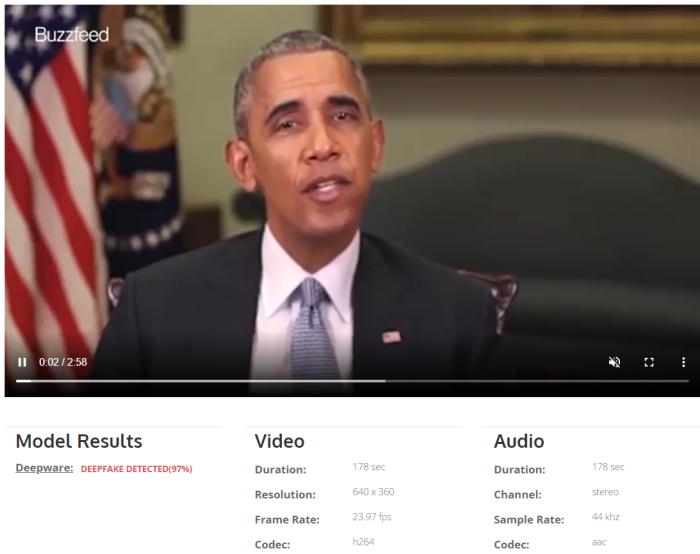 Buzzfeed
0:02 / 2:58
Model Results
Deepware: DEEPFAKE DETECTED(97%)
Video
Duration: 178 sec
Resolution: 640 x 360
Frame Rate: 23.97 fps
Codec: h264
Audio
Duration: 178 sec
Channel: stereo
Sample Rate: 44 khz
Codec: aac